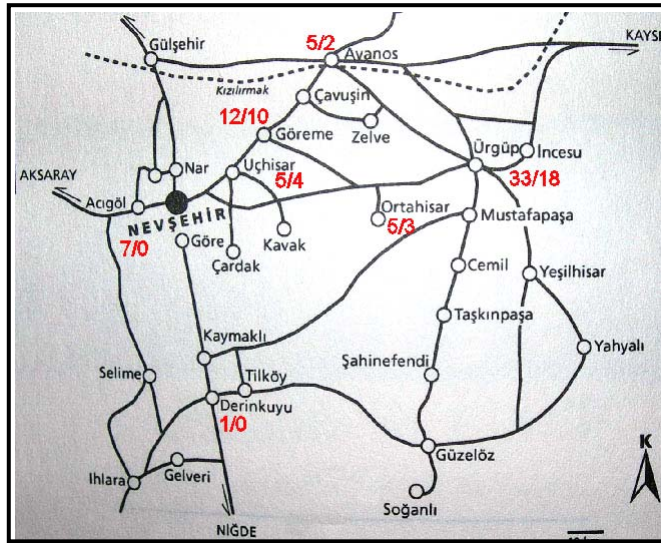 Gülşehir
5/2
Avanos
KAYSE
Kızılırmak
Çavuşin
12/10
Göreme
Zelve
Ürgüp
İncesu
Nar
Uçhisar
AKSARAY
5/4
33/18
Acıgöl
NEVŞEHİR
Ortahisar
Mustafapaşa
7/0
Göre
Kavak
5/3
Çardak
Cemil
Yeşilhisar
Taşkınpaşa
Kaymaklı
Yahyalı
Selime
Tilköy
Şahinefendi
Derinkuyu
1/0
Güzelöz
K
Ihlara
Gelveri
Soğanlı
NİĞDE